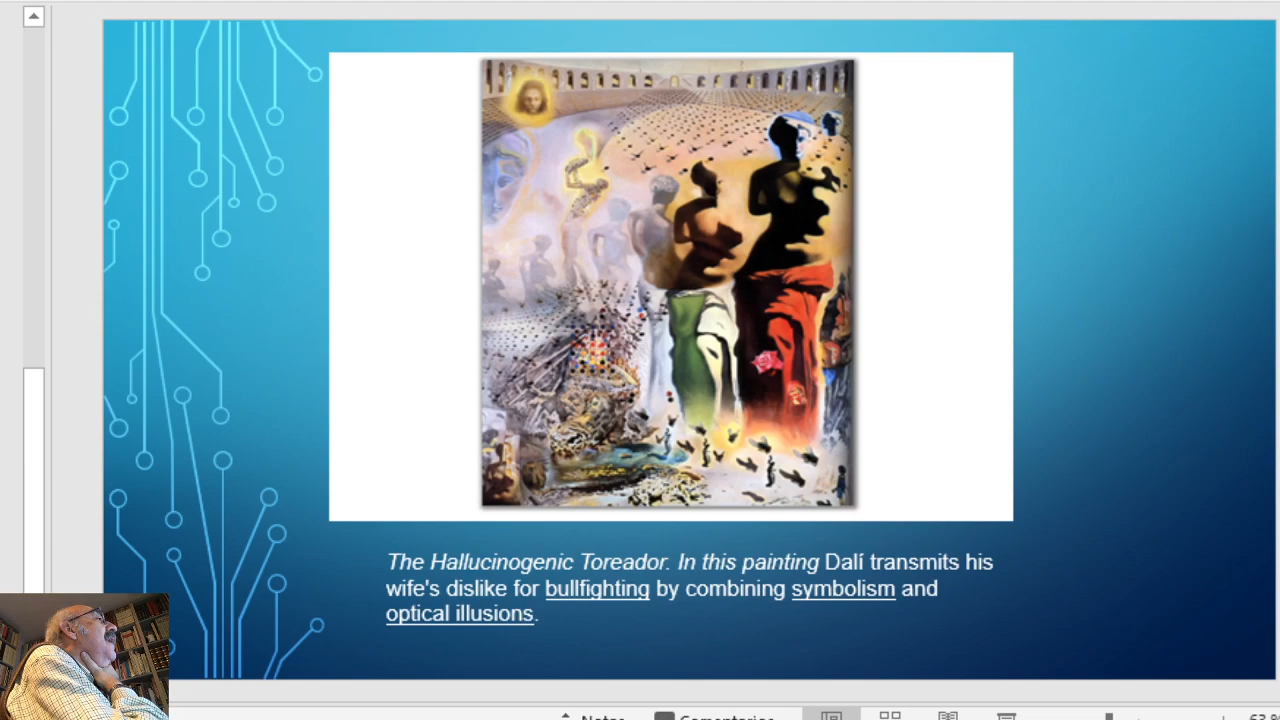 The Hallucinogenic Toreador. In this painting Dalí transmits his
wife's dislike for bullfighting by combining symbolism and
optical illusions.